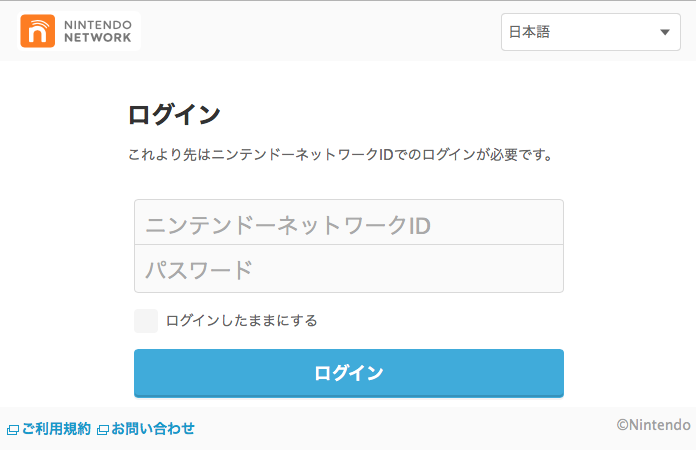 NINTENDO
NETWORK
日本語
ログイン
これより先はニンテンドーネットワークIDでのログインが必要です。
ニンテンドーネットワークID
パスワード
ログインしたままにする
ログイン
ご利用規約 お問い合わせ
©Nintendo